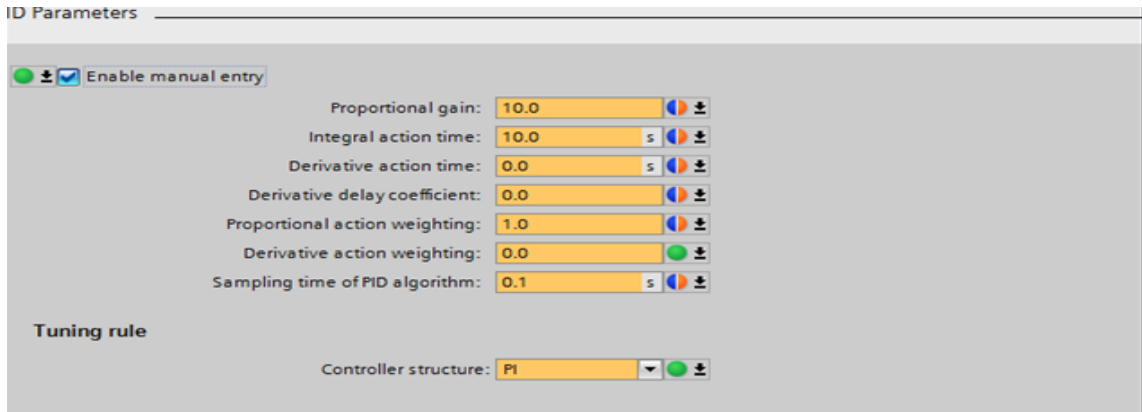 ID Parameters
Enable manual entry
Proportional gain: 10.0
Integral action time: 10.0 s
Derivative action time: 0.0 s
Derivative delay coefficient: 0.0
Proportional action weighting: 1.0
Derivative action weighting: 0.0
Sampling time of PID algorithm: 0.1 s
Tuning rule
Controller structure: PI